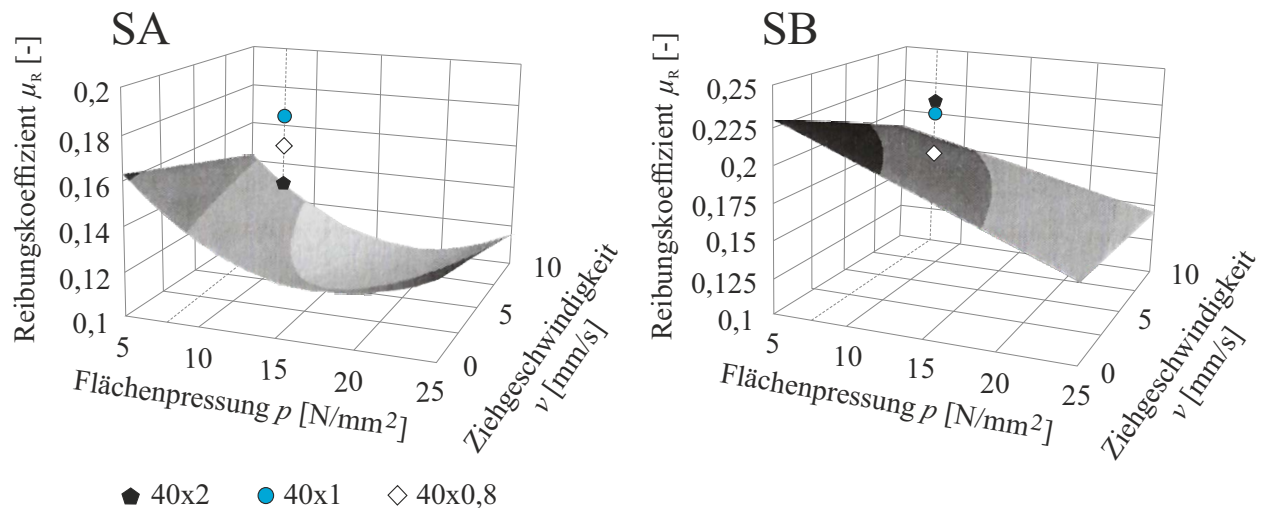 SA
Reibungskoeffizient μR [-]
0,2
0,18
0,16
0,14
0,12
0,1
5
10
15
20
25
Flächenpressung p [N/mm²]
0
5
10
Ziehgeschwindigkeit
v [mm/s]
SB
Reibungskoeffizient μR [-]
0,25
0,225
0,2
0,175
0,15
0,125
0,1
5
10
15
20
25
Flächenpressung p [N/mm²]
0
5
10
Ziehgeschwindigkeit
v [mm/s]
40x2 40x1 40x0,8